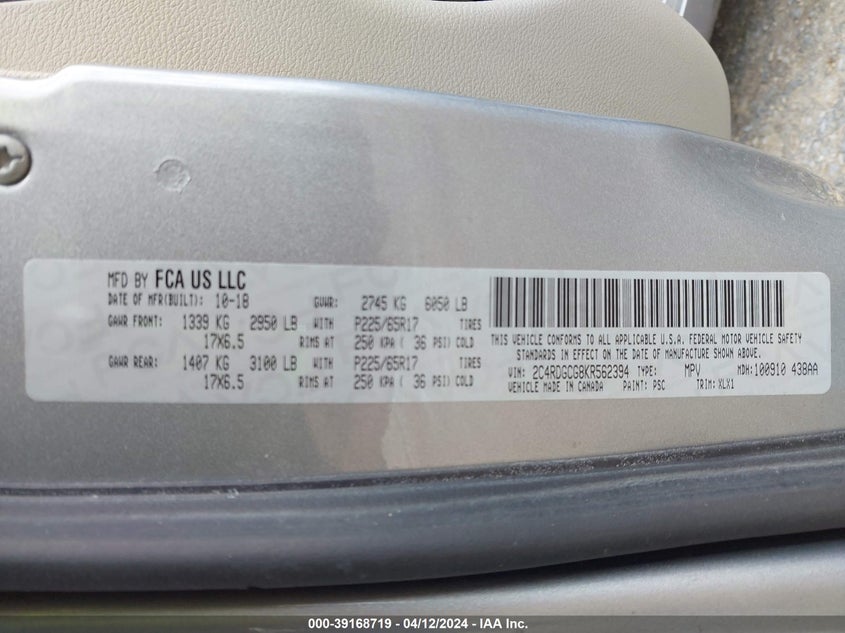 MFD BY FCA US LLC
DATE OF MFR(BUILT): 10-18 GVWR: 2745 KG 6050 LB
GAWR FRONT: 1339 KG 2950 LB WITH P225/65R17 TIRES
17X6.5 RIMS AT 250 KPA ( 36 PSI) COLD
GAWR REAR: 1407 KG 3100 LB WITH P225/65R17 TIRES
17X6.5 RIMS AT 250 KPA ( 36 PSI) COLD
THIS VEHICLE CONFORMS TO ALL APPLICABLE U.S.A. FEDERAL MOTOR VEHICLE SAFETY
STANDARDS IN EFFECT ON THE DATE OF MANUFACTURE SHOWN ABOVE.
VIN: 2C4RDGCG8KR562394 TYPE: MPV MDH: 100910 43BAA
VEHICLE MADE IN CANADA PAINT: PSC TRIM: XLX1
000-39168719 - 04/12/2024 - IAA Inc.